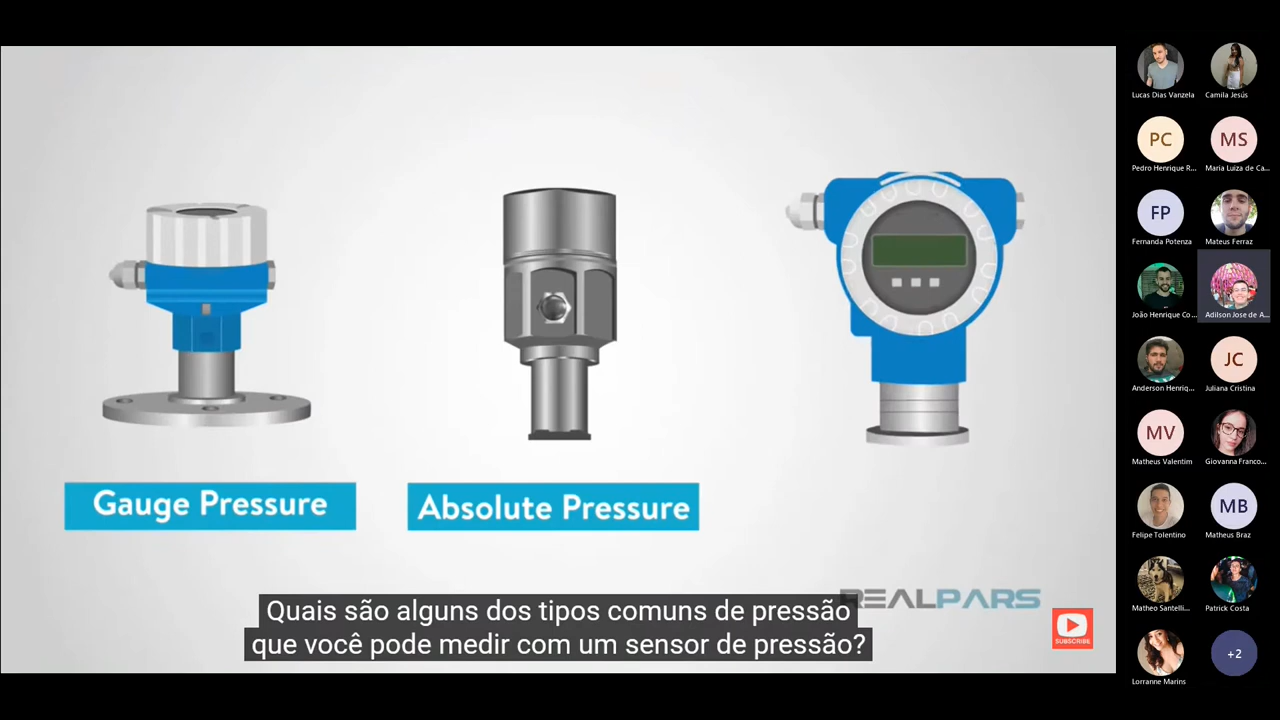 Gauge Pressure
Absolute Pressure
REALPARS
SUBSCRIBE
Quais são alguns dos tipos comuns de pressão
que você pode medir com um sensor de pressão?
Lucas Dias Vanzela
Camila Jesús
PC
MS
Pedro Henrique R...
Maria Luiza de Ca...
FP
Fernanda Potenza
Mateus Ferraz
João Henrique Co...
Adilson Jose de A...
JC
Anderson Henriq...
Juliana Cristina
MV
Matheus Valentim
Giovanna Franco...
MB
Felipe Tolentino
Matheus Braz
Matheo Santelli...
Patrick Costa
+2
Lorranne Marins